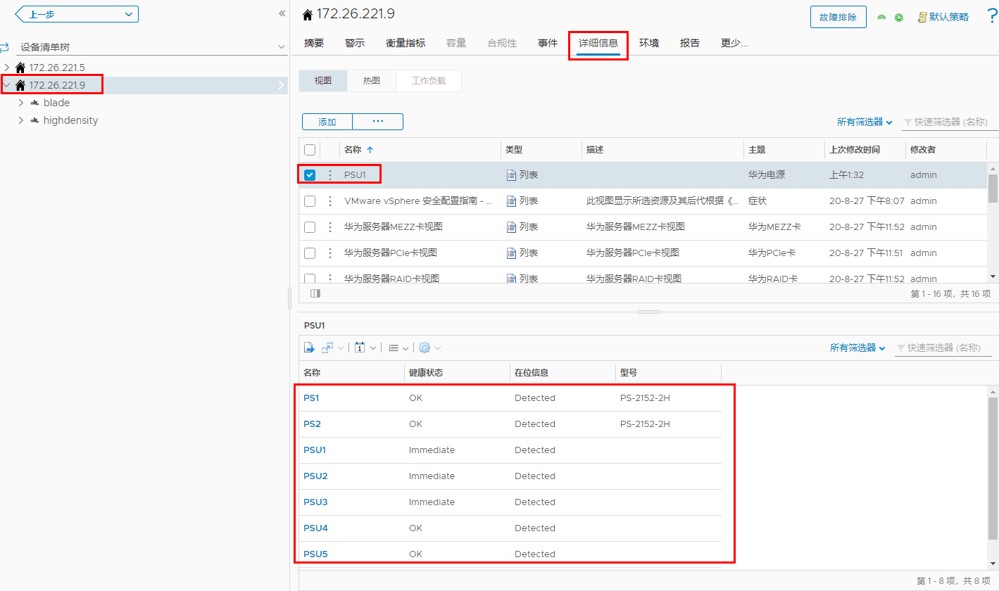 上一步
设备清单树
172.26.221.5
172.26.221.9
blade
highdensity
172.26.221.9
故障排除
默认策略
?
摘要 警示 衡量指标 容量 合规性 事件 详细信息 环境 报告 更少...
视图 热图 工作负载
添加 ...
所有筛选器 快速筛选器 (名称)
名称 类型 描述 主题 上次修改时间 修改者
PSU1 列表 华为电源 上午1:32 admin
VMware vSphere 安全配置指南 - ... 列表 此视图显示所选资源及其后代根据《... 症状 20-8-27 下午8:07 admin
华为服务器MEZZ卡视图 列表 华为服务器MEZZ卡视图 华为MEZZ卡 20-8-27 下午11:52 admin
华为服务器PCIe卡视图 列表 华为服务器PCIe卡视图 华为PCIe卡 20-8-27 下午11:51 admin
华为服务器RAID卡视图 列表 华为服务器RAID卡视图 华为RAID卡 20-8-27 下午11:52 admin
第 1 - 16 项，共 16 项
PSU1
1
所有筛选器 快速筛选器 (名称)
名称 健康状态 在位信息 型号
PS1 OK Detected PS-2152-2H
PS2 OK Detected PS-2152-2H
PSU1 Immediate Detected
PSU2 Immediate Detected
PSU3 Immediate Detected
PSU4 OK Detected
PSU5 OK Detected
第 1 - 8 项，共 8 项